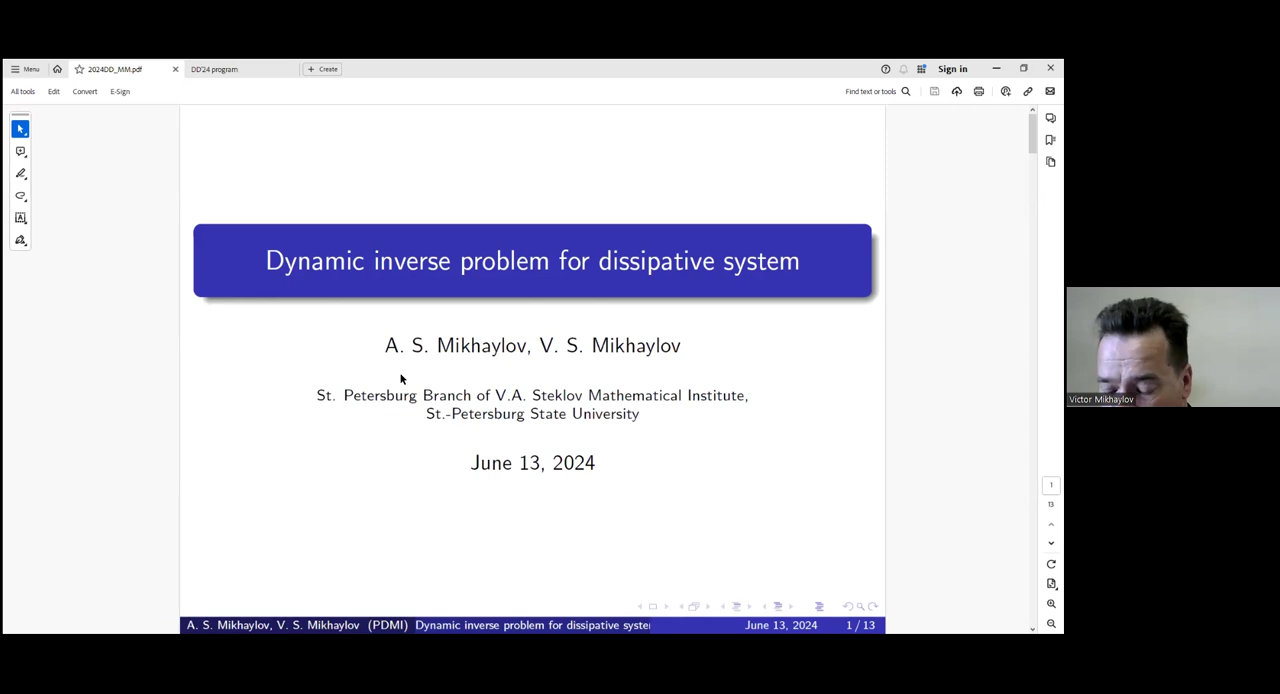 Menu
2024DD_MM.pdf
DD'24 program
Create
Sign in
All tools
Edit
Convert
E-Sign
Find text or tools
Dynamic inverse problem for dissipative system
A. S. Mikhaylov, V. S. Mikhaylov
St. Petersburg Branch of V.A. Steklov Mathematical Institute,
St.-Petersburg State University
June 13, 2024
A. S. Mikhaylov, V. S. Mikhaylov (PDMI) Dynamic inverse problem for dissipative syste
June 13, 2024
1 / 13
1
13
Victor Mikhaylov